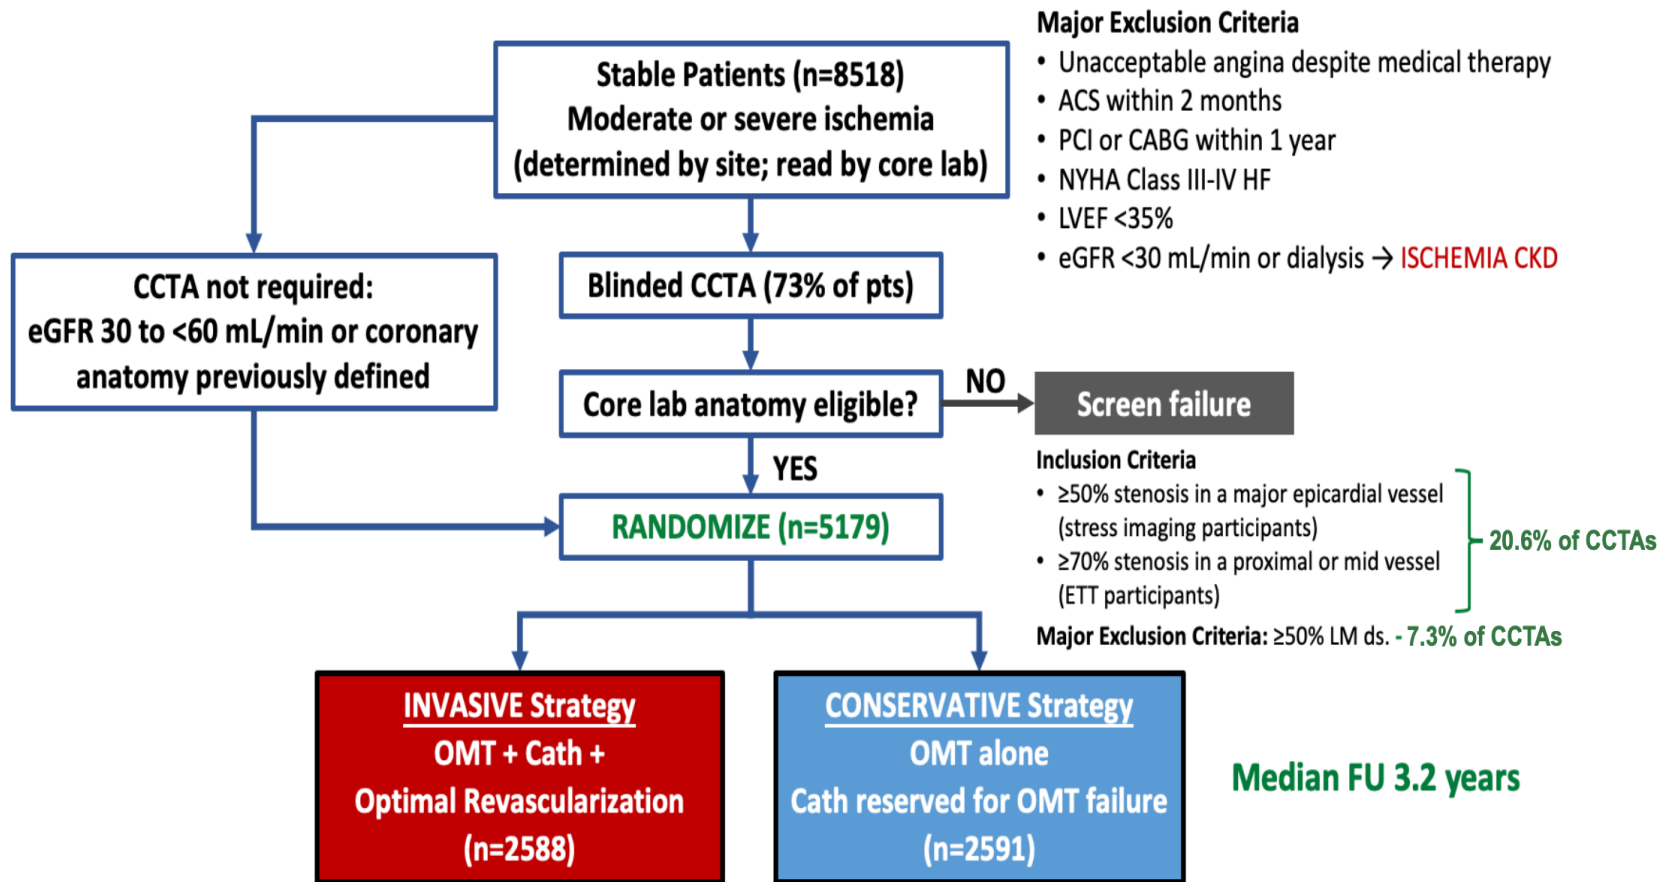 Stable Patients (n=8518)
Moderate or severe ischemia
(determined by site; read by core lab)
Major Exclusion Criteria
• Unacceptable angina despite medical therapy
• ACS within 2 months
• PCI or CABG within 1 year
• NYHA Class III-IV HF
• LVEF <35%
• eGFR <30 mL/min or dialysis → ISCHEMIA CKD
CCTA not required:
eGFR 30 to <60 mL/min or coronary
anatomy previously defined
Blinded CCTA (73% of pts)
Core lab anatomy eligible?
NO
Screen failure
YES
Inclusion Criteria
• ≥50% stenosis in a major epicardial vessel
(stress imaging participants)
• ≥70% stenosis in a proximal or mid vessel
(ETT participants)
20.6% of CCTAs
Major Exclusion Criteria: ≥50% LM ds. - 7.3% of CCTAs
RANDOMIZE (n=5179)
INVASIVE Strategy
OMT + Cath +
Optimal Revascularization
(n=2588)
CONSERVATIVE Strategy
OMT alone
Cath reserved for OMT failure
(n=2591)
Median FU 3.2 years